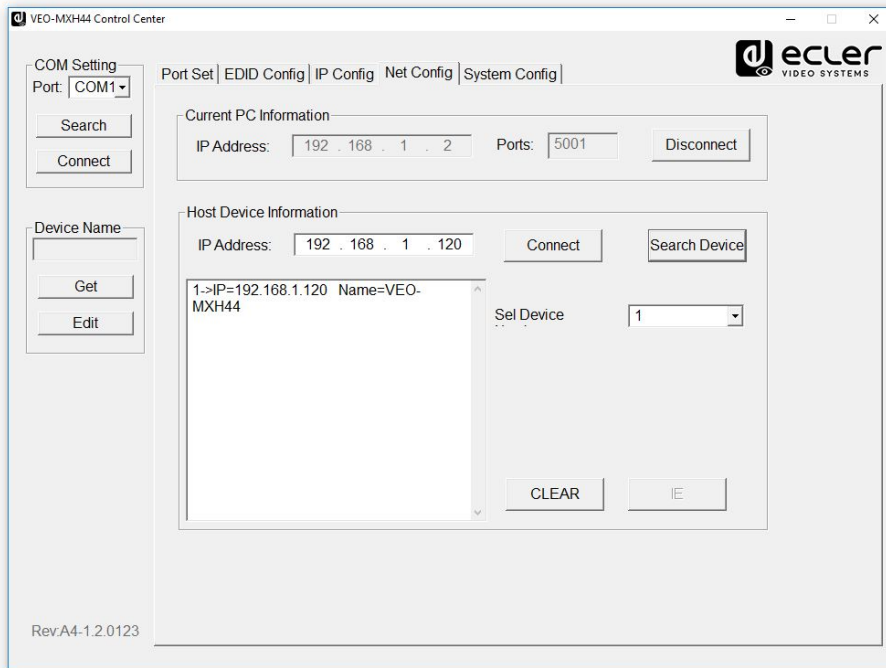 VEO-MXH44 Control Center
ecler
VIDEO SYSTEMS
COM Setting
Port: COM1
Search
Connect
Device Name
Get
Edit
Port Set EDID Config IP Config Net Config System Config
Current PC Information
IP Address: 192 . 168 . 1 . 2 Ports: 5001 Disconnect
Host Device Information
IP Address: 192 . 168 . 1 . 120 Connect Search Device
1->IP=192.168.1.120 Name=VEO-
MXH44
Sel Device 1
CLEAR IE
Rev:A4-1.2.0123